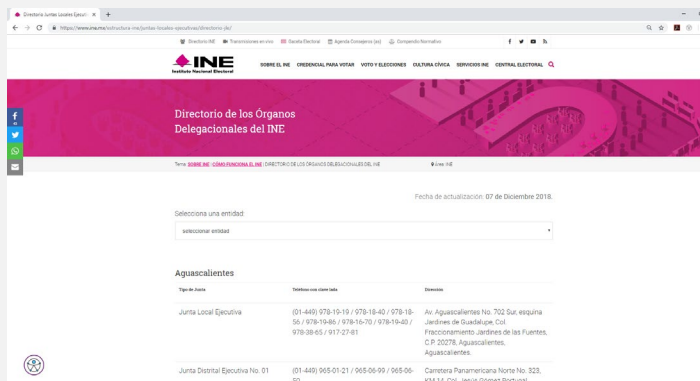 Directorio Juntas Locales Ejecuti
https://www.ine.mx/estructura-ine/juntas-locales-ejecutivas/directorio-jle/
Directorio INE Transmisiones en vivo Gaceta Electoral Agenda Consejeros (as) Compendio Normativo
INE
Instituto Nacional Electoral
SOBRE EL INE CREDENCIAL PARA VOTAR VOTO Y ELECCIONES CULTURA CÍVICA SERVICIOS INE CENTRAL ELECTORAL
Directorio de los Órganos
Delegacionales del INE
Tema: SOBRE INE | CÓMO FUNCIONA EL INE | DIRECTORIO DE LOS ÓRGANOS DELEGACIONALES DEL INE
Área: INE
Fecha de actualización: 07 de Diciembre 2018.
Selecciona una entidad:
seleccionar entidad
Aguascalientes
Tipo de Junta Teléfono con clave lada Dirección
Junta Local Ejecutiva
(01-449) 978-19-19 / 978-18-40 / 978-18-
56 / 978-19-86 / 978-16-70 / 978-19-40 /
978-38-65 / 917-27-81
Av. Aguascalientes No. 702 Sur, esquina
Jardines de Guadalupe, Col.
Fraccionamiento Jardines de las Fuentes,
C.P. 20278, Aguascalientes,
Aguascalientes.
Junta Distrital Ejecutiva No. 01
(01-449) 965-01-21 / 965-06-99 / 965-06-
Carretera Panamericana Norte No. 323,
KM 14, Col. Jesús Gómez Portugal